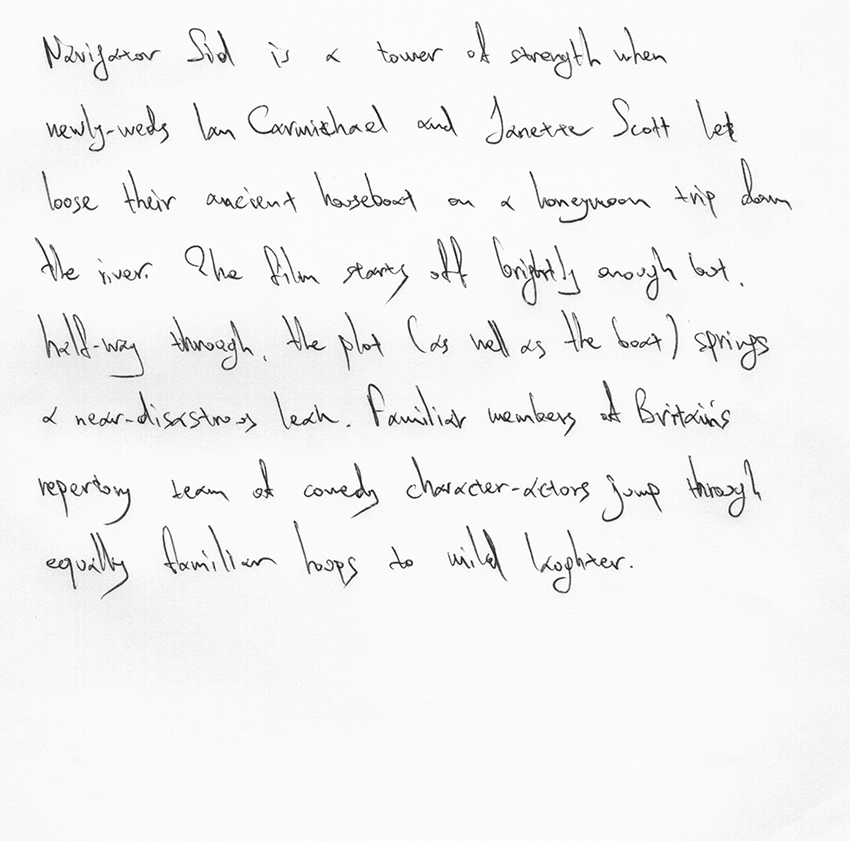 Navigator Sid is a tower of strength when
newly-weds Ian Carmichael and Janette Scott let
loose their ancient houseboat on a honeymoon trip down
the river. The film starts off brightly enough but,
half-way through, the plot (as well as the boat) springs
a near-disastrous leak. Familiar members of Britain's
repertory team of comedy character-actors jump through
equally familiar hoops to mild laughter.